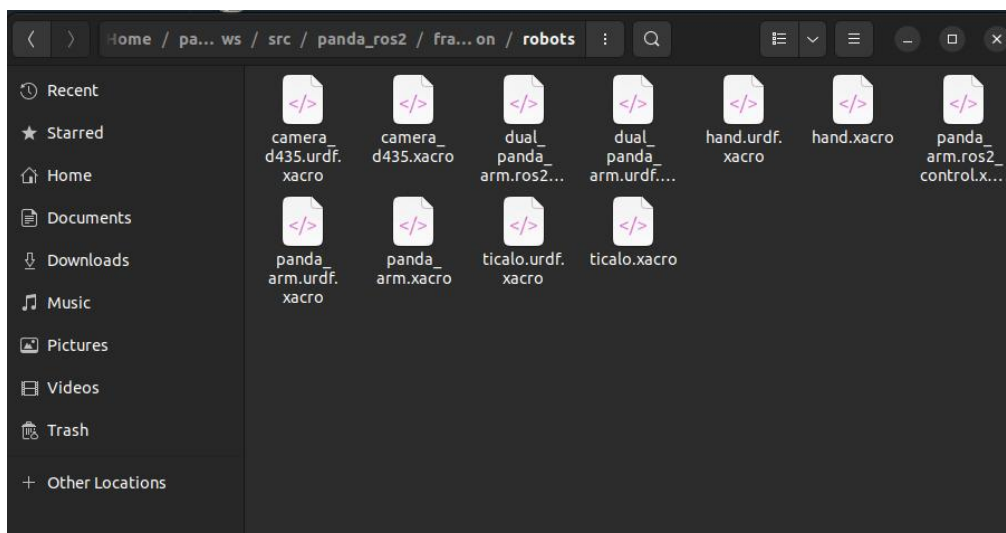 Home / pa... ws / src / panda_ros2 / fra... on / robots
Recent
Starred
Home
Documents
Downloads
Music
Pictures
Videos
Trash
+ Other Locations
camera_
d435.urdf.
xacro
camera_
d435.xacro
dual_
panda_
arm.ros2...
dual_
panda_
arm.urdf....
hand.urdf.
xacro
hand.xacro
panda_
arm.ros2_
control.x...
panda_
arm.urdf.
xacro
panda_
arm.xacro
ticalo.urdf.
xacro
ticalo.xacro